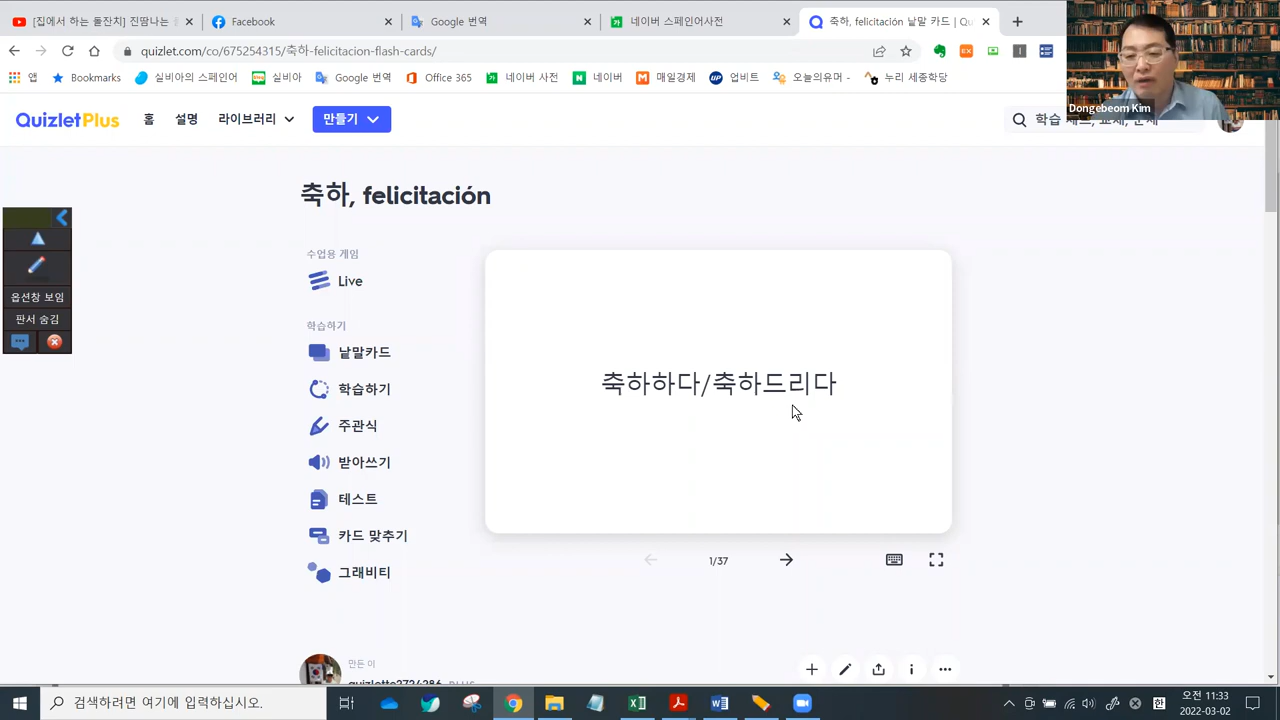 [집에서 하는 돌잔치] 진땀나는
Facebook
Google 번역
네이버 스페인어사전
축하, felicitación 낱말 카드 | Qu
quizlet.com/co/675254315/축하-felicitacion-flash-cards/
앱
Bookmarks
실비아의 스페인어
실비아
Google 번역
Office 365
네이버 사전
네이버
매일경제
업비트
오늘의유머 -
누리 세종학당
Dongebeom Kim
QuizletPlus
홈
설명
라이브러리
만들기
축하, felicitación
수업용 게임
Live
학습하기
낱말카드
학습하기
주관식
받아쓰기
테스트
카드 맞추기
그래비티
축하하다/축하드리다
1/37
옵션창 보임
판서 숨김
만든 이
quizlette2724286 PLUS
검색하려면 여기에 입력하십시오.
한
오전 11:33
2022-03-02